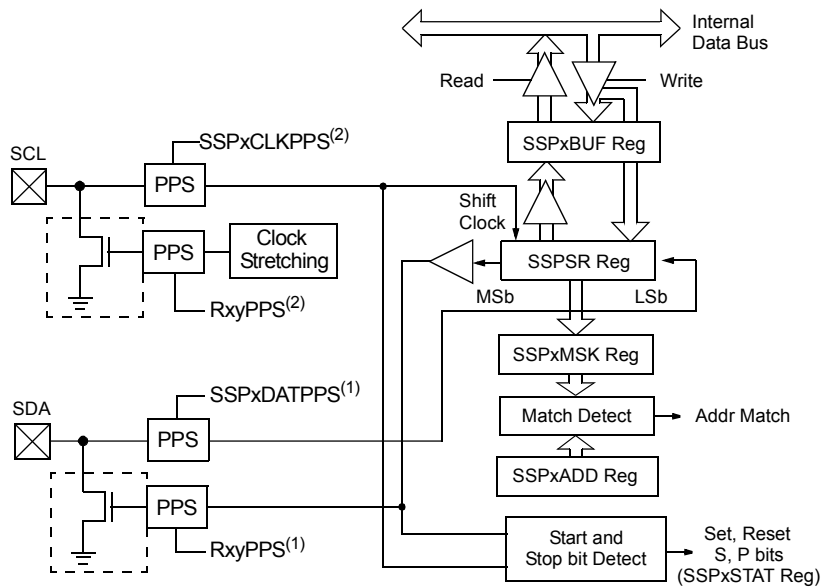 Internal
Data Bus
Read
Write
SSPxCLKPPS(2)
SCL
PPS
SSPxBUF Reg
Shift
Clock
PPS
Clock
Stretching
SSPSR Reg
MSb
LSb
RxyPPS(2)
SSPxMSK Reg
SSPxDATPPS(1)
SDA
PPS
Match Detect
Addr Match
SSPxADD Reg
PPS
RxyPPS(1)
Start and
Stop bit Detect
Set, Reset
S, P bits
(SSPxSTAT Reg)